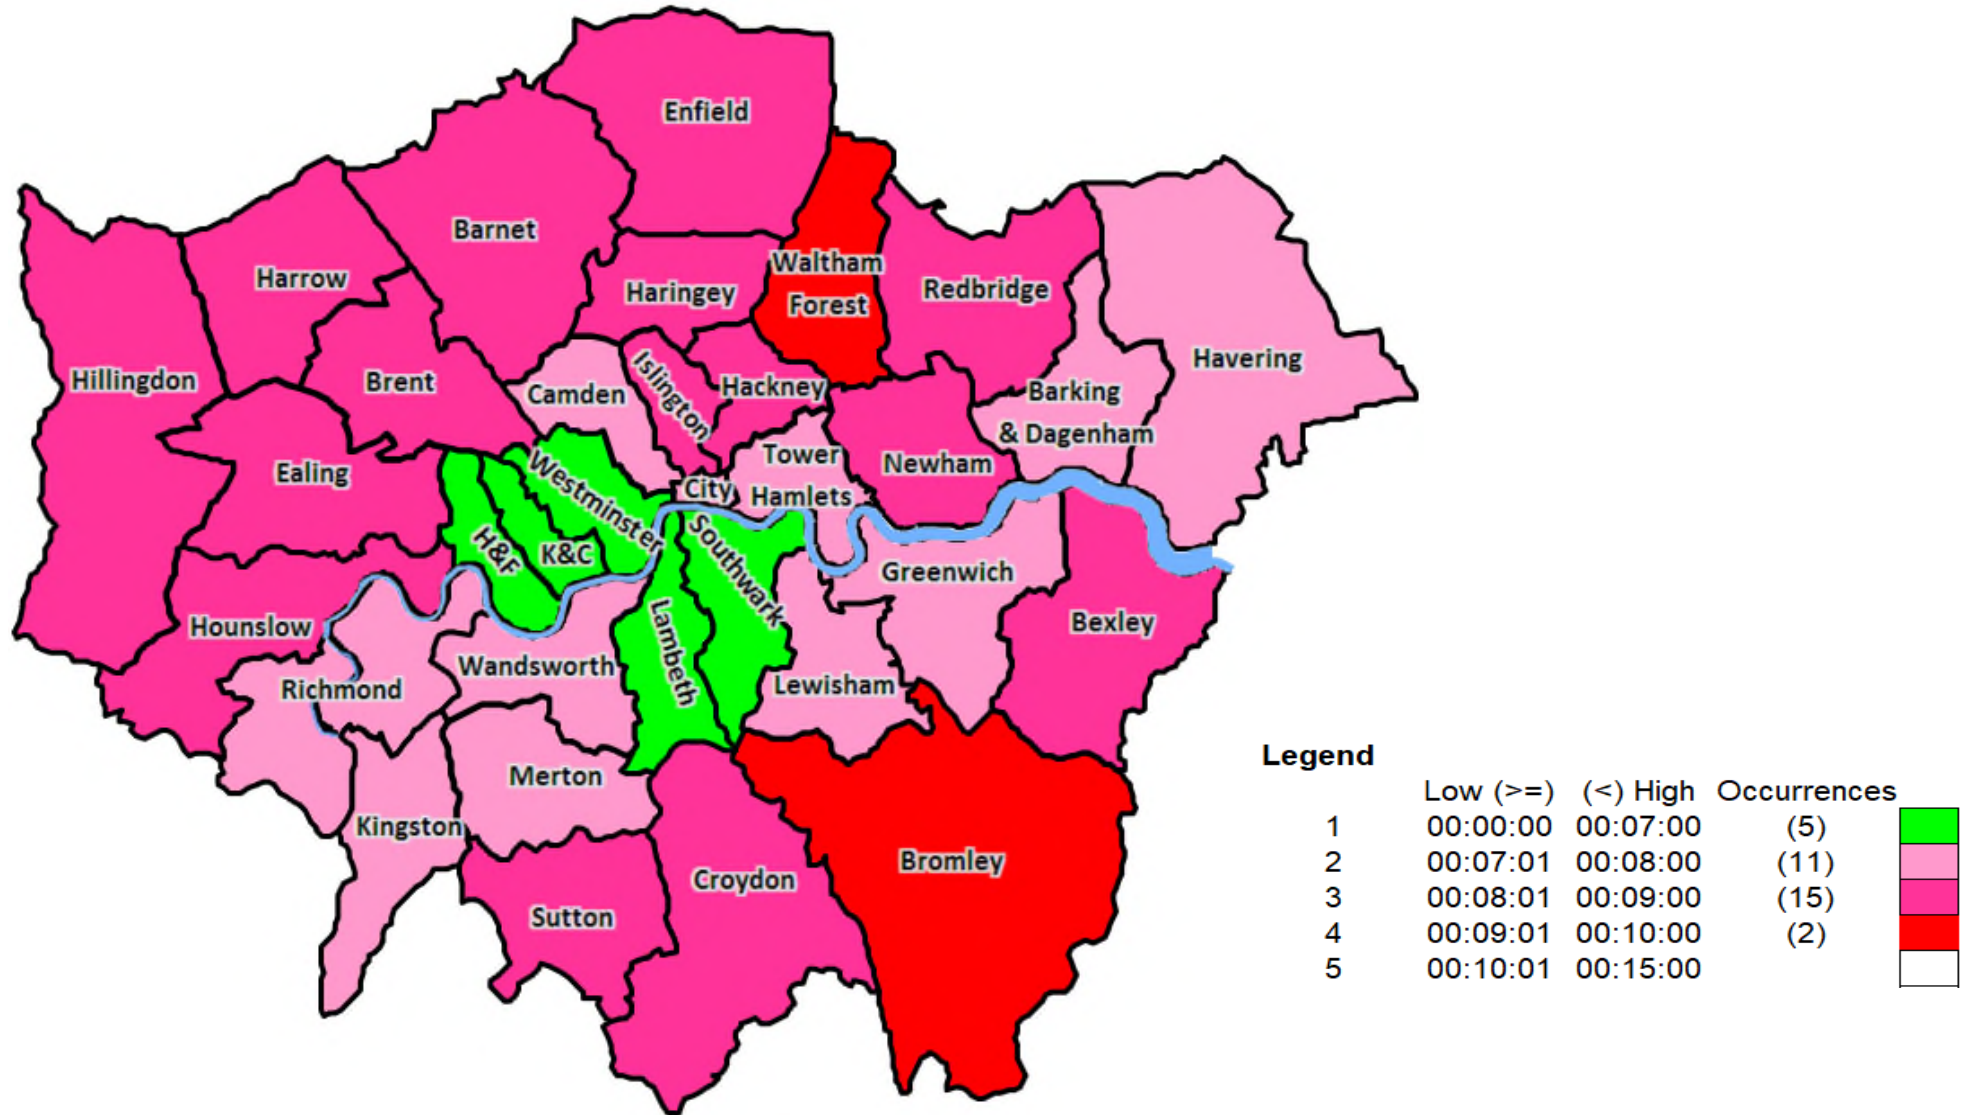 Enfield
Barnet
Waltham
Forest
Harrow
Haringey
Redbridge
Havering
Hillingdon
Brent
Camden
Islington
Hackney
Barking
& Dagenham
Ealing
Westminster
City
Tower
Hamlets
Newham
H&F
K&C
Southwark
Greenwich
Hounslow
Bexley
Richmond
Wandsworth
Lambeth
Lewisham
Merton
Kingston
Bromley
Croydon
Sutton
Legend
Low (>=) (<) High Occurrences
1 00:00:00 00:07:00 (5)
2 00:07:01 00:08:00 (11)
3 00:08:01 00:09:00 (15)
4 00:09:01 00:10:00 (2)
5 00:10:01 00:15:00